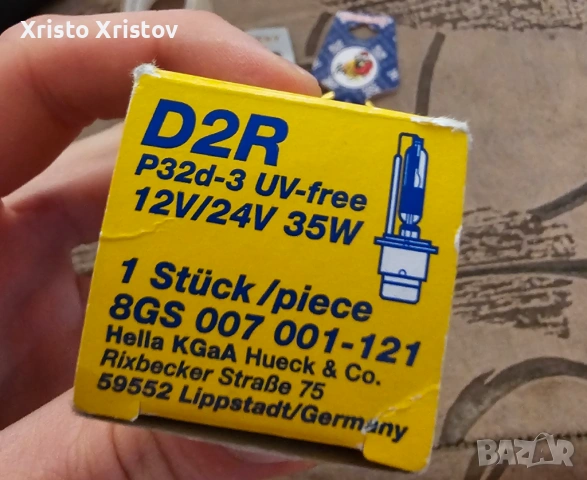 Xristo Xristov
D2R
P32d-3 UV-free
12V/24V 35W
1 Stück/piece
8GS 007 001-121
Hella KGaA Hueck & Co.
Rixbecker Straße 75
59552 Lippstadt/Germany
BAZAR